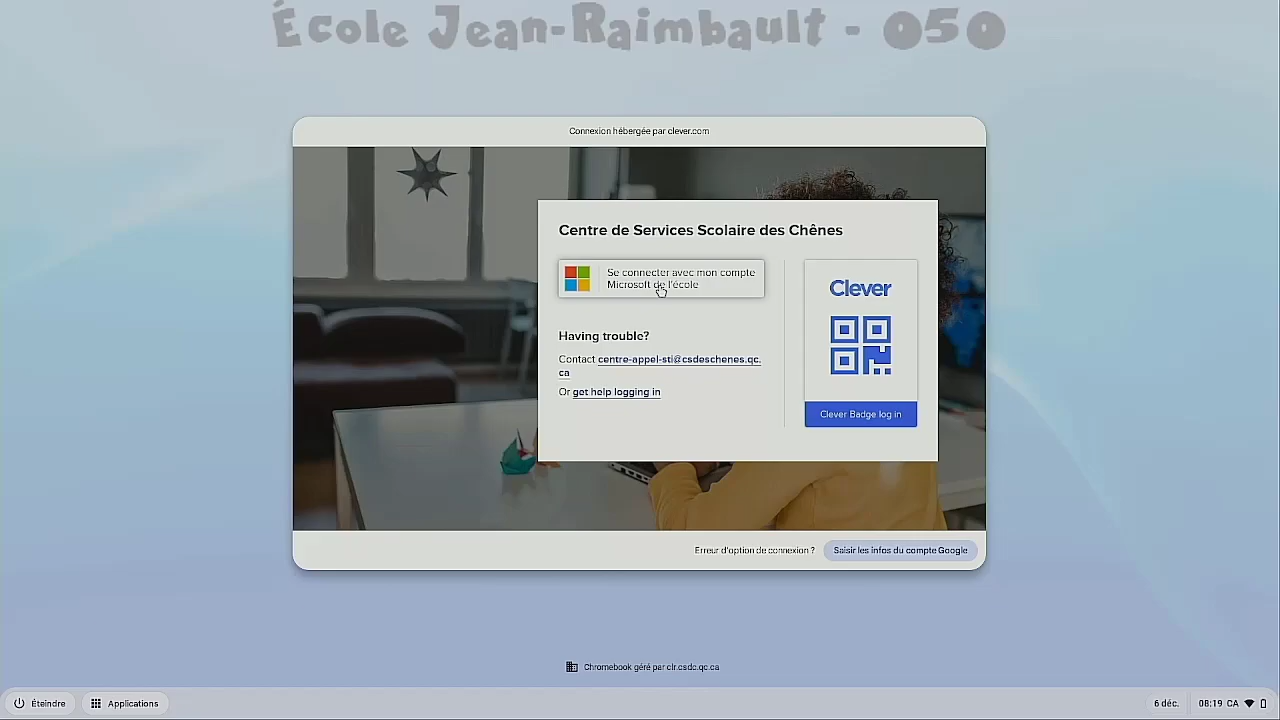 École Jean-Raimbault - 050
Connexion hébergée par clever.com
Centre de Services Scolaire des Chênes
Se connecter avec mon compte
Microsoft de l'école
Having trouble?
Contact centre-appel-sti@csdeschenes.qc.
ca
Or get help logging in
Clever
Clever Badge log in
Erreur d'option de connexion ?
Saisir les infos du compte Google
Chromebook géré par clr.csdc.qc.ca
Éteindre
Applications
6 déc.
08:19 CA